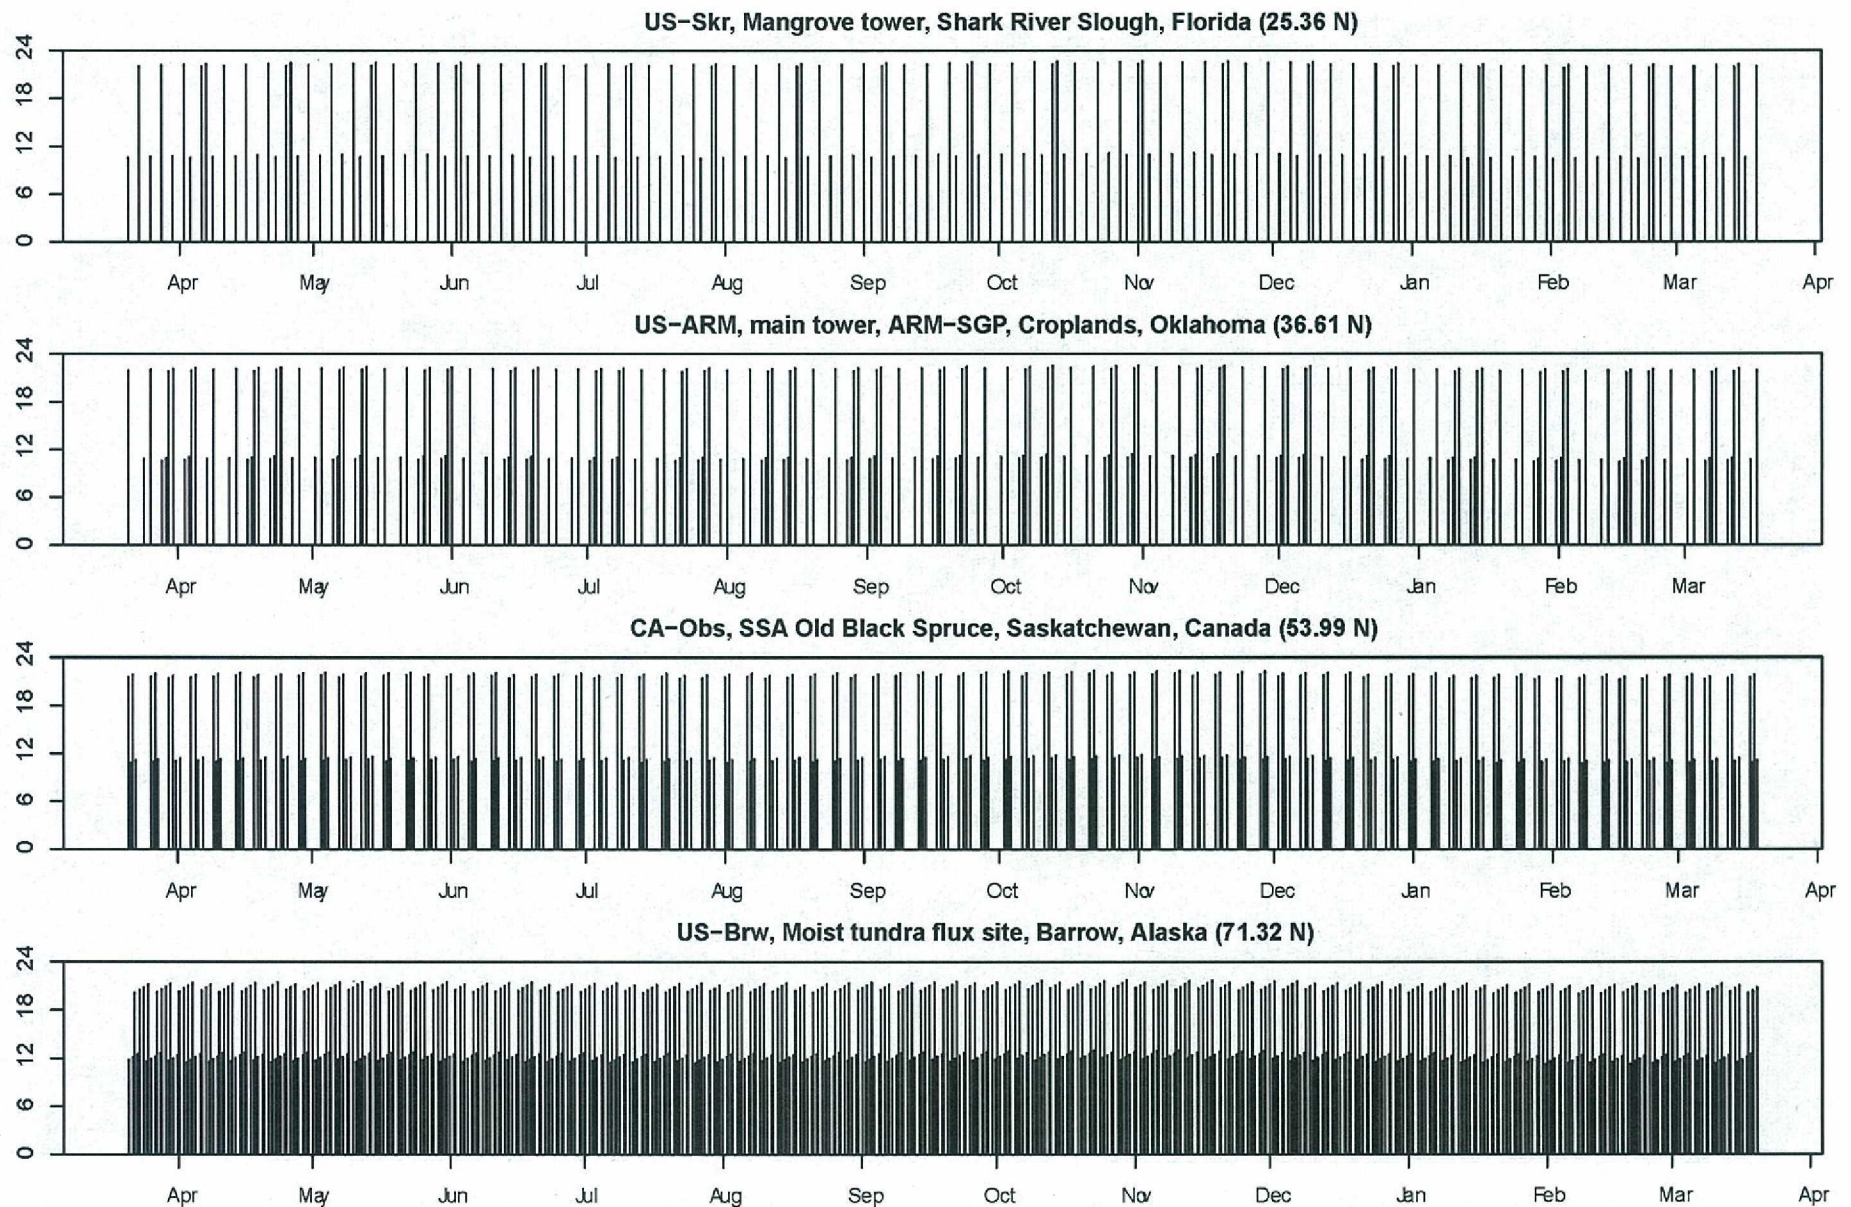 US−Skr, Mangrove tower, Shark River Slough, Florida (25.36 N)
24
18
12
6
0
Apr May Jun Jul Aug Sep Oct Nov Dec Jan Feb Mar Apr
US−ARM, main tower, ARM−SGP, Croplands, Oklahoma (36.61 N)
24
18
12
6
0
Apr May Jun Jul Aug Sep Oct Nov Dec Jan Feb Mar
CA−Obs, SSA Old Black Spruce, Saskatchewan, Canada (53.99 N)
24
18
12
6
0
Apr May Jun Jul Aug Sep Oct Nov Dec Jan Feb Mar Apr
US−Brw, Moist tundra flux site, Barrow, Alaska (71.32 N)
24
18
12
6
0
Apr May Jun Jul Aug Sep Oct Nov Dec Jan Feb Mar Apr